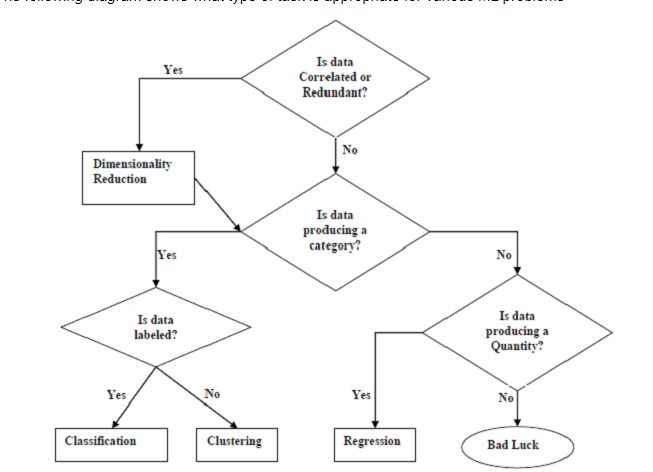 Is data
Correlated or
Redundant?
Yes
No
Dimensionality
Reduction
Is data
producing a
category?
Yes
No
Is data
labeled?
Is data
producing a
Quantity?
Yes
No
Yes
No
Classification
Clustering
Regression
Bad Luck